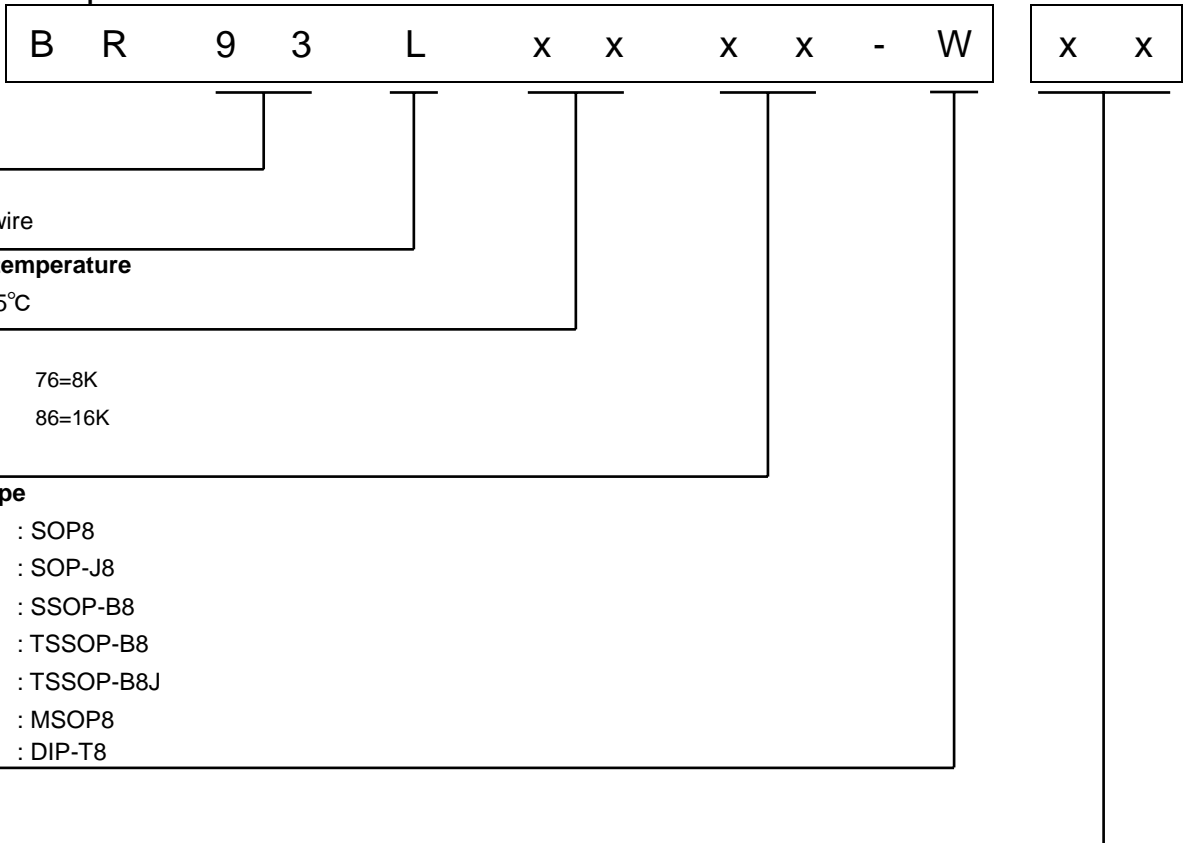 B R 9 3 L x x x x - W x x
wire
temperature
5℃
76=8K
86=16K
pe
: SOP8
: SOP-J8
: SSOP-B8
: TSSOP-B8
: TSSOP-B8J
: MSOP8
: DIP-T8